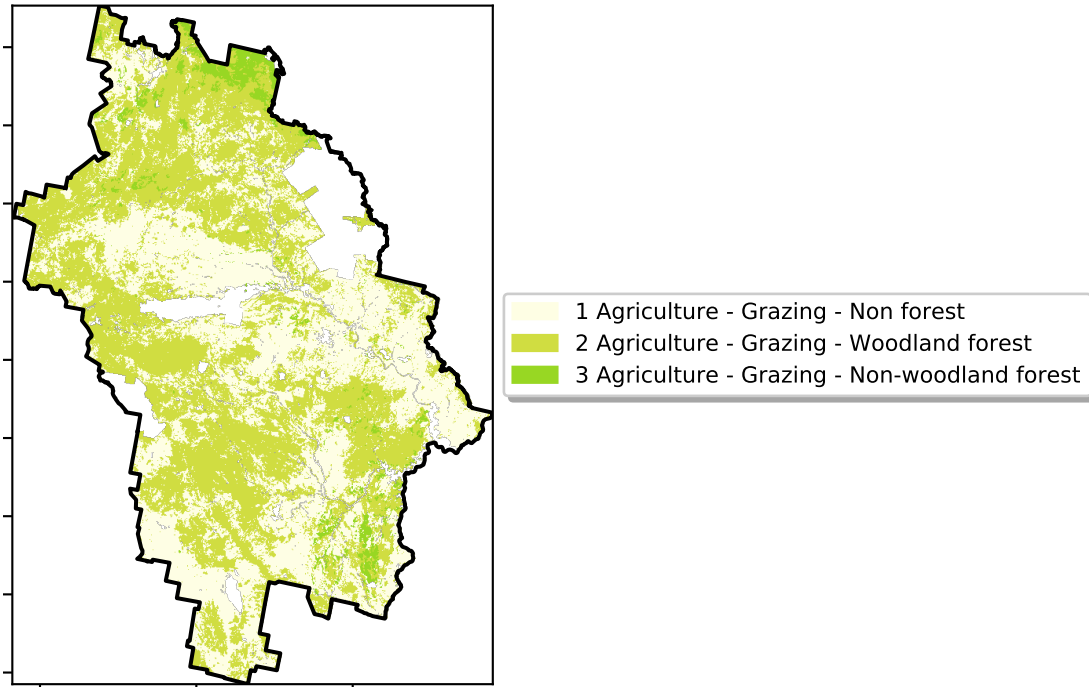 1 Agriculture - Grazing - Non forest
2 Agriculture - Grazing - Woodland forest
3 Agriculture - Grazing - Non-woodland forest